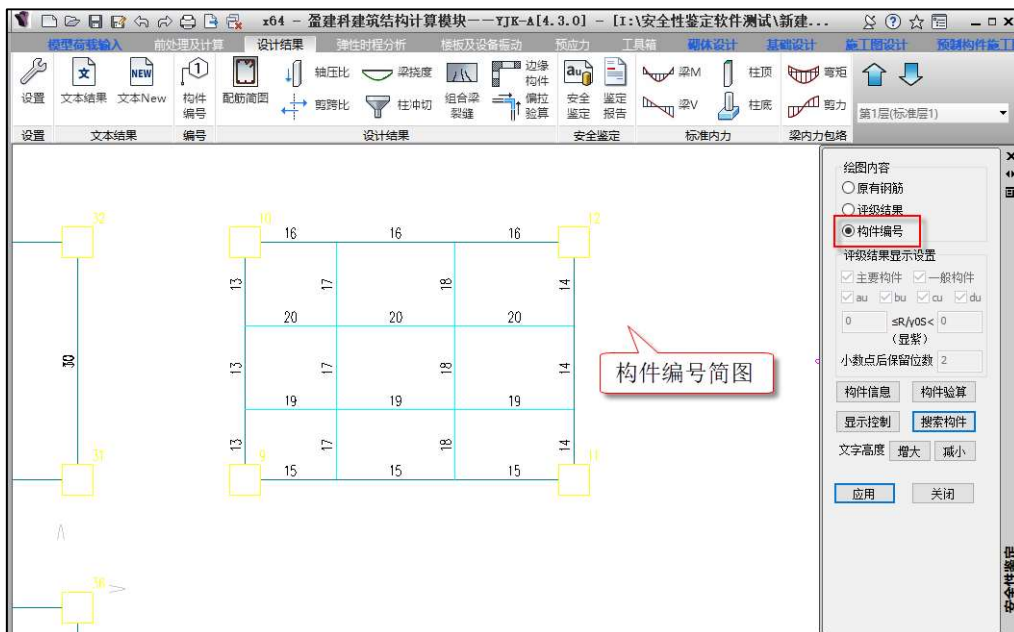 x64 - 盈建科建筑结构计算模块--YJK-A[4.3.0] - [I:\安全性鉴定软件测试\新建...
模型荷载输入 前处理及计算 设计结果 弹性时程分析 楼板及设备振动 预应力 工具箱 砌体设计 基础设计 施工图设计 预制构件施工
设置 文本结果 文本New 构件编号 配筋简图 轴压比 梁挠度 组合梁裂缝 边缘构件 安全鉴定 鉴定报告 梁M 柱顶 弯矩
剪跨比 柱冲切 偏拉验算 梁V 柱底 剪力 第1层(标准层1)
设置 文本结果 编号 设计结果 安全鉴定 标准内力 梁内力包络
绘图内容
原有钢筋
评级结果
构件编号
评级结果显示设置
主要构件 一般构件
au bu cu du
0 ≤R/γ0S< 0
(显紫)
小数点后保留位数 2
构件信息 构件验算
显示控制 搜索构件
文字高度 增大 减小
应用 关闭
安全性鉴定
32 10 12
16 16 16
13 17 18 14
20 20 20
30 13 17 18 14
构件编号简图
19 19 19
13 17 18 14
31 9 11
15 15 15